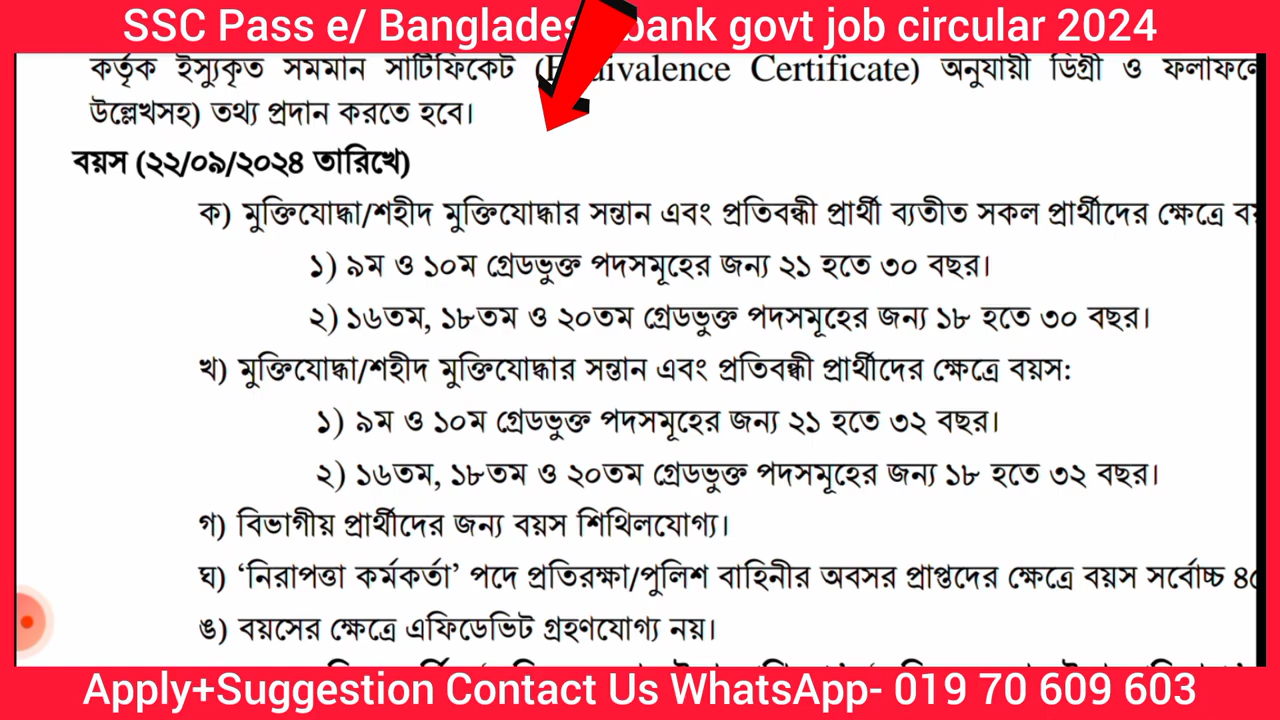 SSC Pass e/ Banglades bank govt job circular 2024
কর্তৃক ইস্যুকৃত সমমান সার্টিফিকেট Certificate) অনুযায়ী ডিগ্রী ও
উল্লেখসহ) তথ্য প্রদান করতে হবে।
বয়স (২২/০৯/২০২৪ তারিখে)
ক) মুক্তিযোদ্ধা/শহীদ মুক্তিযোদ্ধার সন্তান এবং প্রতিবন্ধী প্রার্থী ব্যতীত সকল প্রার্থীদের ক্ষেত্রে
১) ৯ম ও ১০ম গ্রেডভুক্ত পদসমূহের জন্য ২১ হতে ৩০ বছর।
২) ১৬তম, ১৮তম ও ২০তম গ্রেডভুক্ত পদসমূহের জন্য ১৮ হতে ৩০ বছর।
খ) মুক্তিযোদ্ধা/শহীদ মুক্তিযোদ্ধার সন্তান এবং প্রতিবন্ধী প্রার্থীদের ক্ষেত্রে বয়স:
১) ৯ম ও ১০ম গ্রেডভুক্ত পদসমূহের জন্য ২১ হতে ৩২ বছর।
২) ১৬তম, ১৮তম ও ২০তম গ্রেডভুক্ত পদসমূহের জন্য ১৮ হতে ৩২ বছর।
গ) বিভাগীয় প্রার্থীদের জন্য বয়স শিথিলযোগ্য।
ঘ) ‘নিরাপত্তা কর্মকর্তা’ পদে প্রতিরক্ষা/পুলিশ বাহিনীর অবসর প্রাপ্তদের ক্ষেত্রে বয়স সর্বোচ্চ
ঙ) বয়সের ক্ষেত্রে এফিডেভিট গ্রহণযোগ্য নয়।
Apply+Suggestion Contact Us WhatsApp- 019 70 609 603